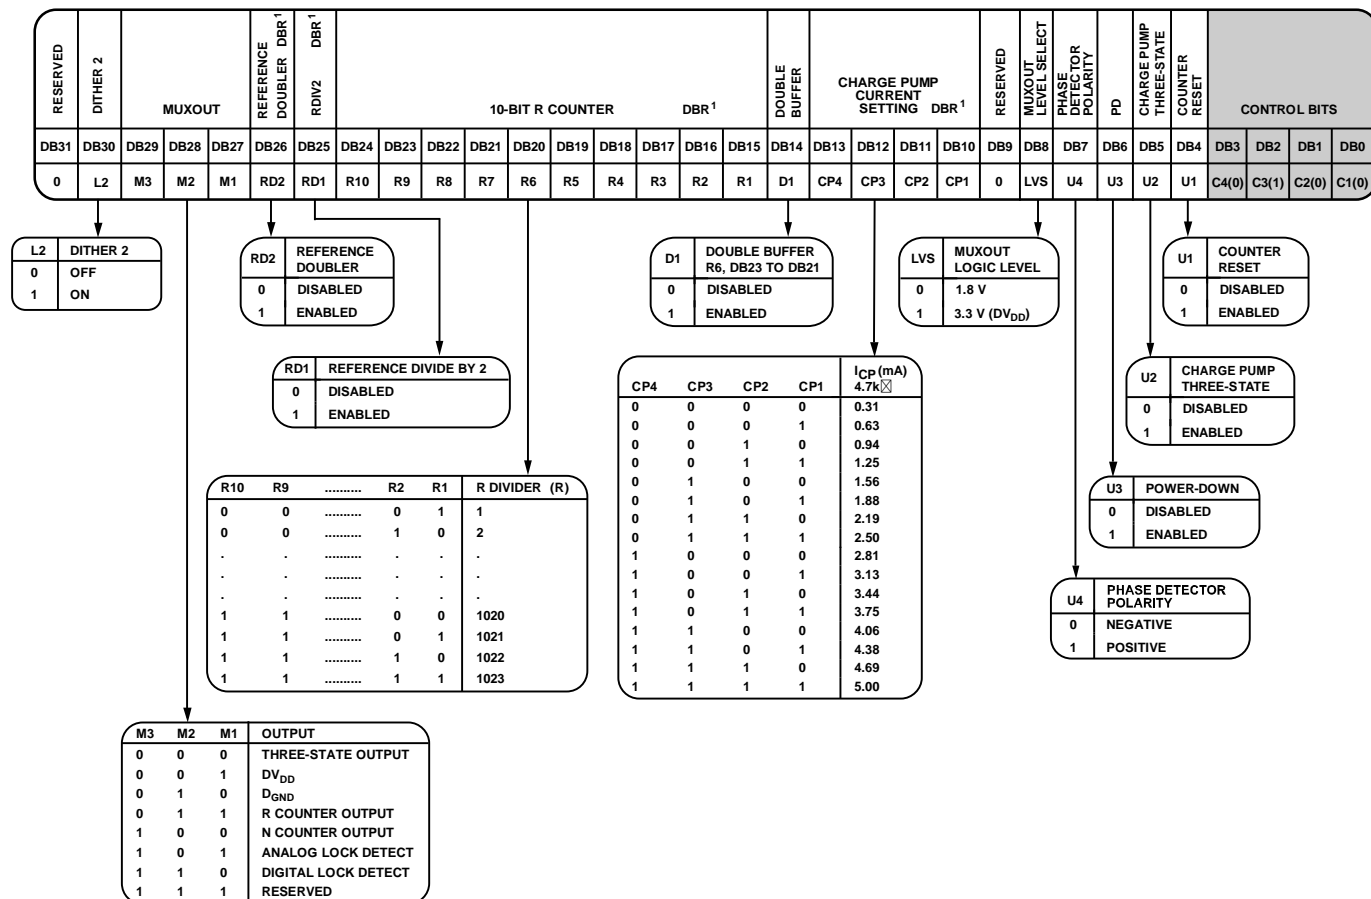 RESERVED
DITHER 2
MUXOUT
REFERENCE DOUBLER DBR 1
RDIV2 DBR 1
10-BIT R COUNTER DBR 1
DOUBLE BUFFER
CHARGE PUMP
CURRENT
SETTING DBR 1
RESERVED
MUXOUT LEVEL SELECT
PHASE DETECTOR POLARITY
PD
CHARGE PUMP THREE-STATE
COUNTER RESET
CONTROL BITS
DB31 DB30 DB29 DB28 DB27 DB26 DB25 DB24 DB23 DB22 DB21 DB20 DB19 DB18 DB17 DB16 DB15 DB14 DB13 DB12 DB11 DB10 DB9 DB8 DB7 DB6 DB5 DB4 DB3 DB2 DB1 DB0
0 L2 M3 M2 M1 RD2 RD1 R10 R9 R8 R7 R6 R5 R4 R3 R2 R1 D1 CP4 CP3 CP2 CP1 0 LVS U4 U3 U2 U1 C4(0) C3(1) C2(0) C1(0)
L2 DITHER 2
0 OFF
1 ON
RD2 REFERENCE
DOUBLER
0 DISABLED
1 ENABLED
D1 DOUBLE BUFFER
R6, DB23 TO DB21
0 DISABLED
1 ENABLED
LVS MUXOUT
LOGIC LEVEL
0 1.8 V
1 3.3 V (DVDD)
U1 COUNTER
RESET
0 DISABLED
1 ENABLED
RD1 REFERENCE DIVIDE BY 2
0 DISABLED
1 ENABLED
U2 CHARGE PUMP
THREE-STATE
0 DISABLED
1 ENABLED
CP4 CP3 CP2 CP1 ICP (mA)
4.7k
0 0 0 0 0.31
0 0 0 1 0.63
0 0 1 0 0.94
0 0 1 1 1.25
0 1 0 0 1.56
0 1 0 1 1.88
0 1 1 0 2.19
0 1 1 1 2.50
1 0 0 0 2.81
1 0 0 1 3.13
1 0 1 0 3.44
1 0 1 1 3.75
1 1 0 0 4.06
1 1 0 1 4.38
1 1 1 0 4.69
1 1 1 1 5.00
R10 R9 .......... R2 R1 R DIVIDER (R)
0 0 .......... 0 1 1
0 0 .......... 1 0 2
. . .......... . . .
. . .......... . . .
. . .......... . . .
1 1 .......... 0 0 1020
1 1 .......... 0 1 1021
1 1 .......... 1 0 1022
1 1 .......... 1 1 1023
U3 POWER-DOWN
0 DISABLED
1 ENABLED
U4 PHASE DETECTOR
POLARITY
0 NEGATIVE
1 POSITIVE
M3 M2 M1 OUTPUT
0 0 0 THREE-STATE OUTPUT
0 0 1 DVDD
0 1 0 DGND
0 1 1 R COUNTER OUTPUT
1 0 0 N COUNTER OUTPUT
1 0 1 ANALOG LOCK DETECT
1 1 0 DIGITAL LOCK DETECT
1 1 1 RESERVED